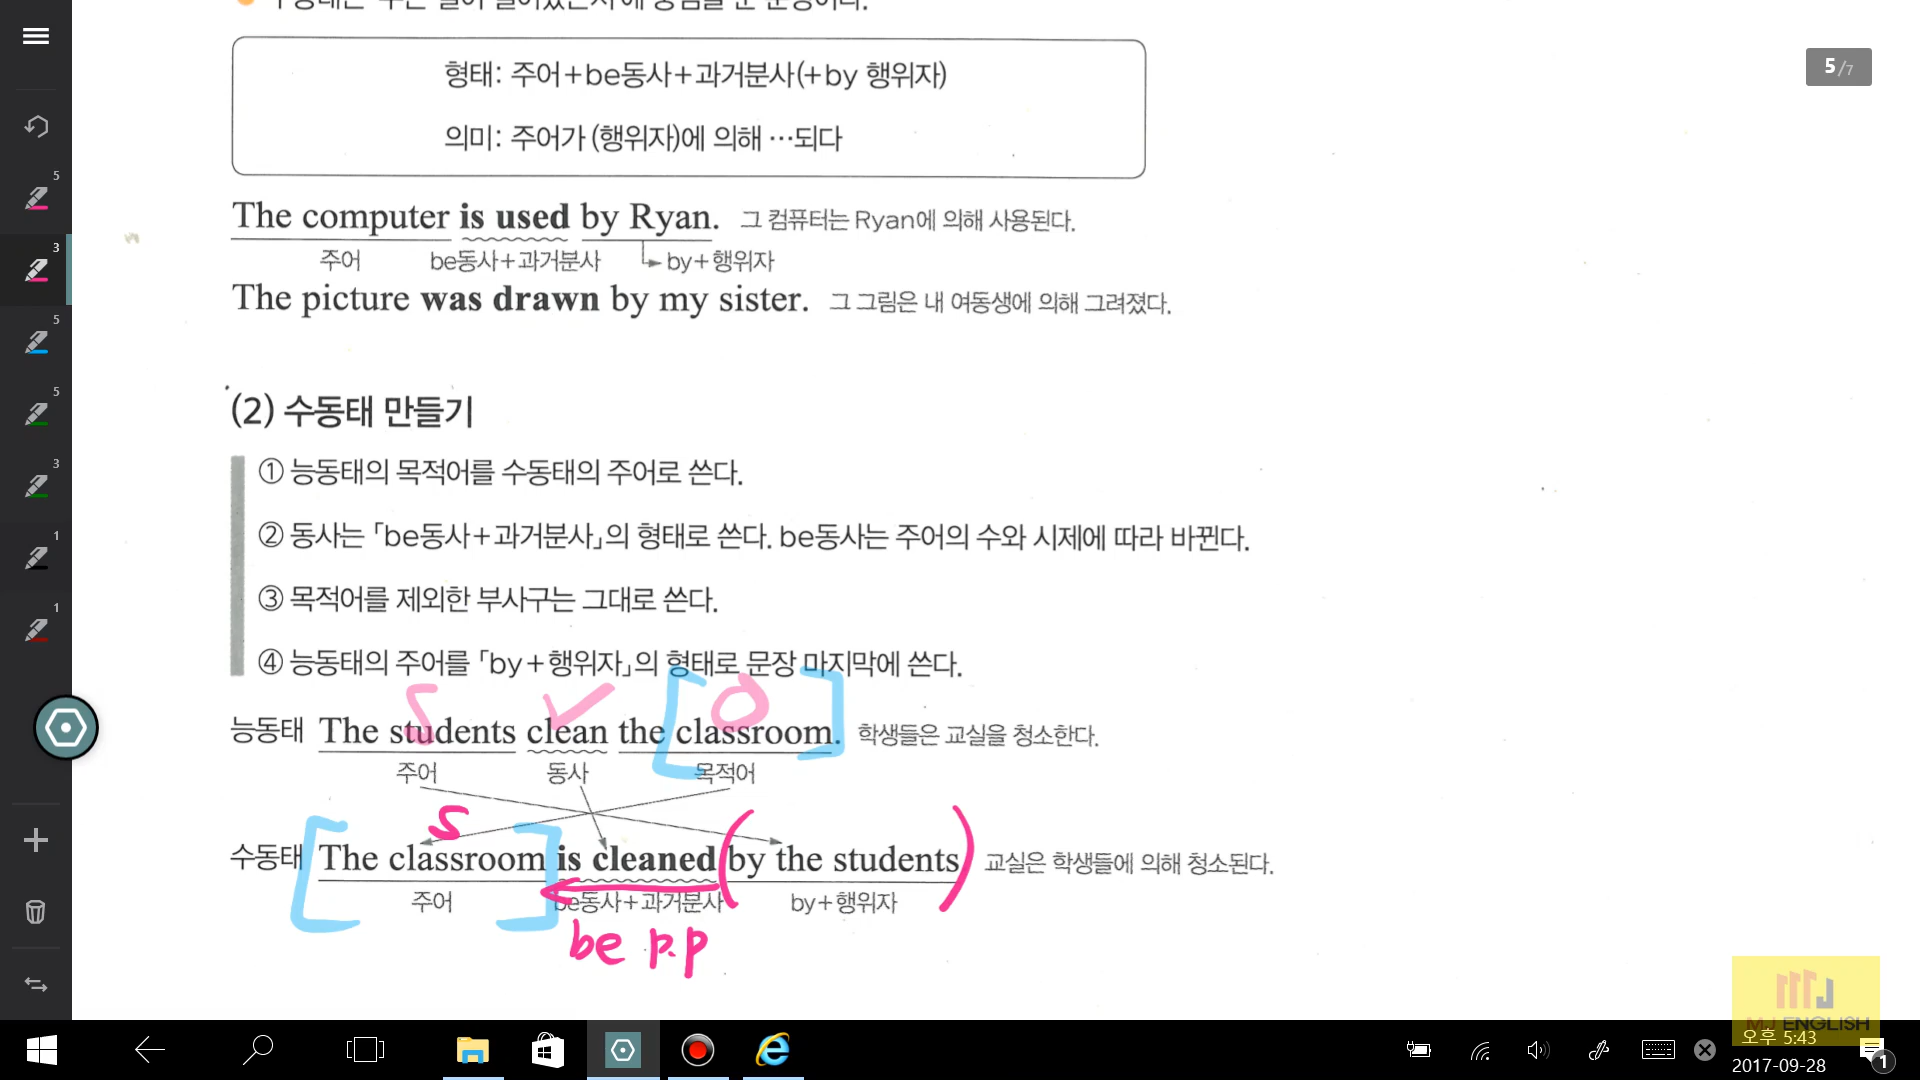 5/7
형태: 주어+be동사+과거분사(+by 행위자)
의미: 주어가 (행위자)에 의해 …되다
The computer is used by Ryan. 그 컴퓨터는 Ryan에 의해 사용된다.
주어 be동사+과거분사 by+행위자
The picture was drawn by my sister. 그 그림은 내 여동생에 의해 그려졌다.
(2) 수동태 만들기
① 능동태의 목적어를 수동태의 주어로 쓴다.
② 동사는 「be동사+과거분사」의 형태로 쓴다. be동사는 주어의 수와 시제에 따라 바뀐다.
③ 목적어를 제외한 부사구는 그대로 쓴다.
④ 능동태의 주어를 「by+행위자」의 형태로 문장 마지막에 쓴다.
S O
능동태 The students clean the classroom. 학생들은 교실을 청소한다.
주어 동사 목적어
S
수동태 The classroom is cleaned by the students 교실은 학생들에 의해 청소된다.
주어 be동사+과거분사 by+행위자
be p.p
5
3
5
5
3
1
1
MJ ENGLISH
오후 5:43
2017-09-28
1